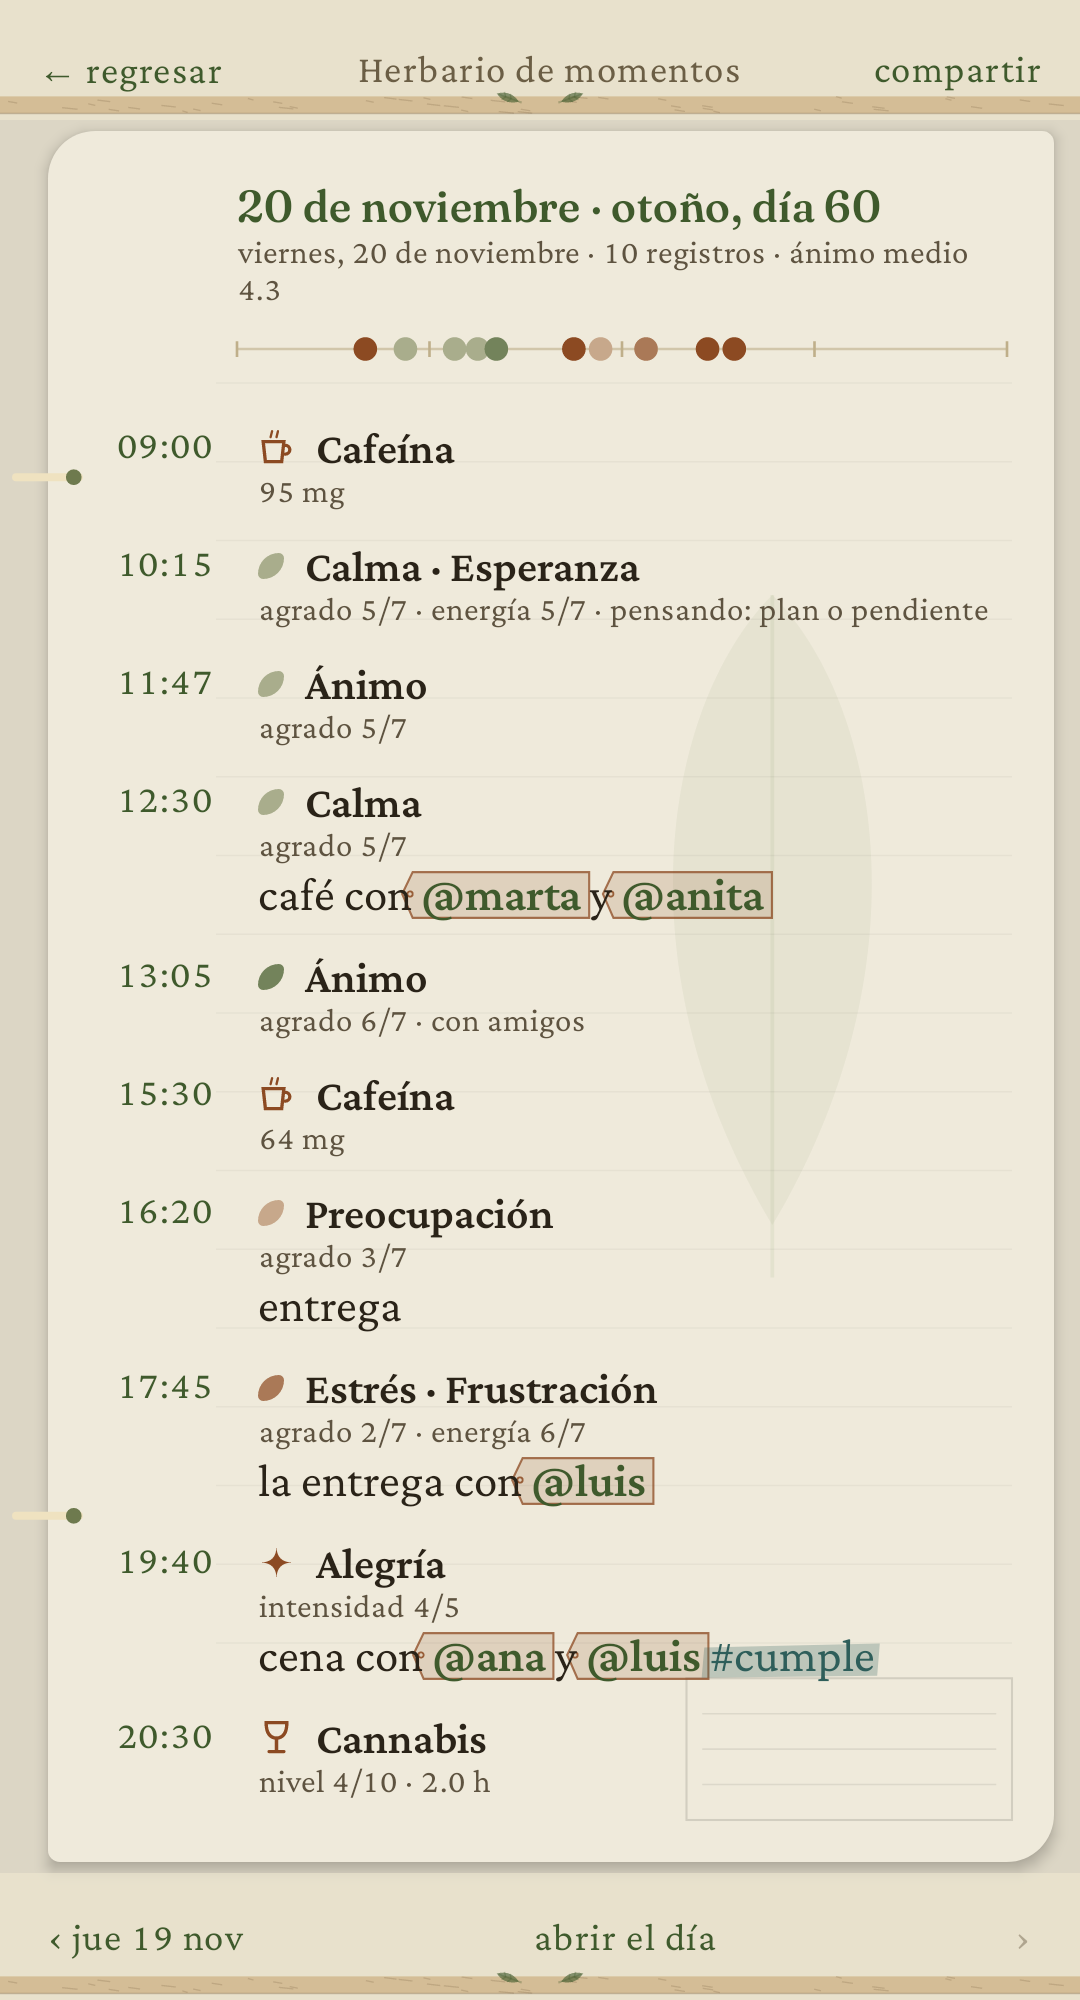 ← regresar Herbario de momentos compartir
20 de noviembre · otoño, día 60
viernes, 20 de noviembre · 10 registros · ánimo medio
4.3
09:00 Cafeína
95 mg
10:15 Calma · Esperanza
agrado 5/7 · energía 5/7 · pensando: plan o pendiente
11:47 Ánimo
agrado 5/7
12:30 Calma
agrado 5/7
café con @marta y @anita
13:05 Ánimo
agrado 6/7 · con amigos
15:30 Cafeína
64 mg
16:20 Preocupación
agrado 3/7
entrega
17:45 Estrés · Frustración
agrado 2/7 · energía 6/7
la entrega con @luis
19:40 Alegría
intensidad 4/5
cena con @ana y @luis #cumple
20:30 Cannabis
nivel 4/10 · 2.0 h
‹ jue 19 nov abrir el día ›